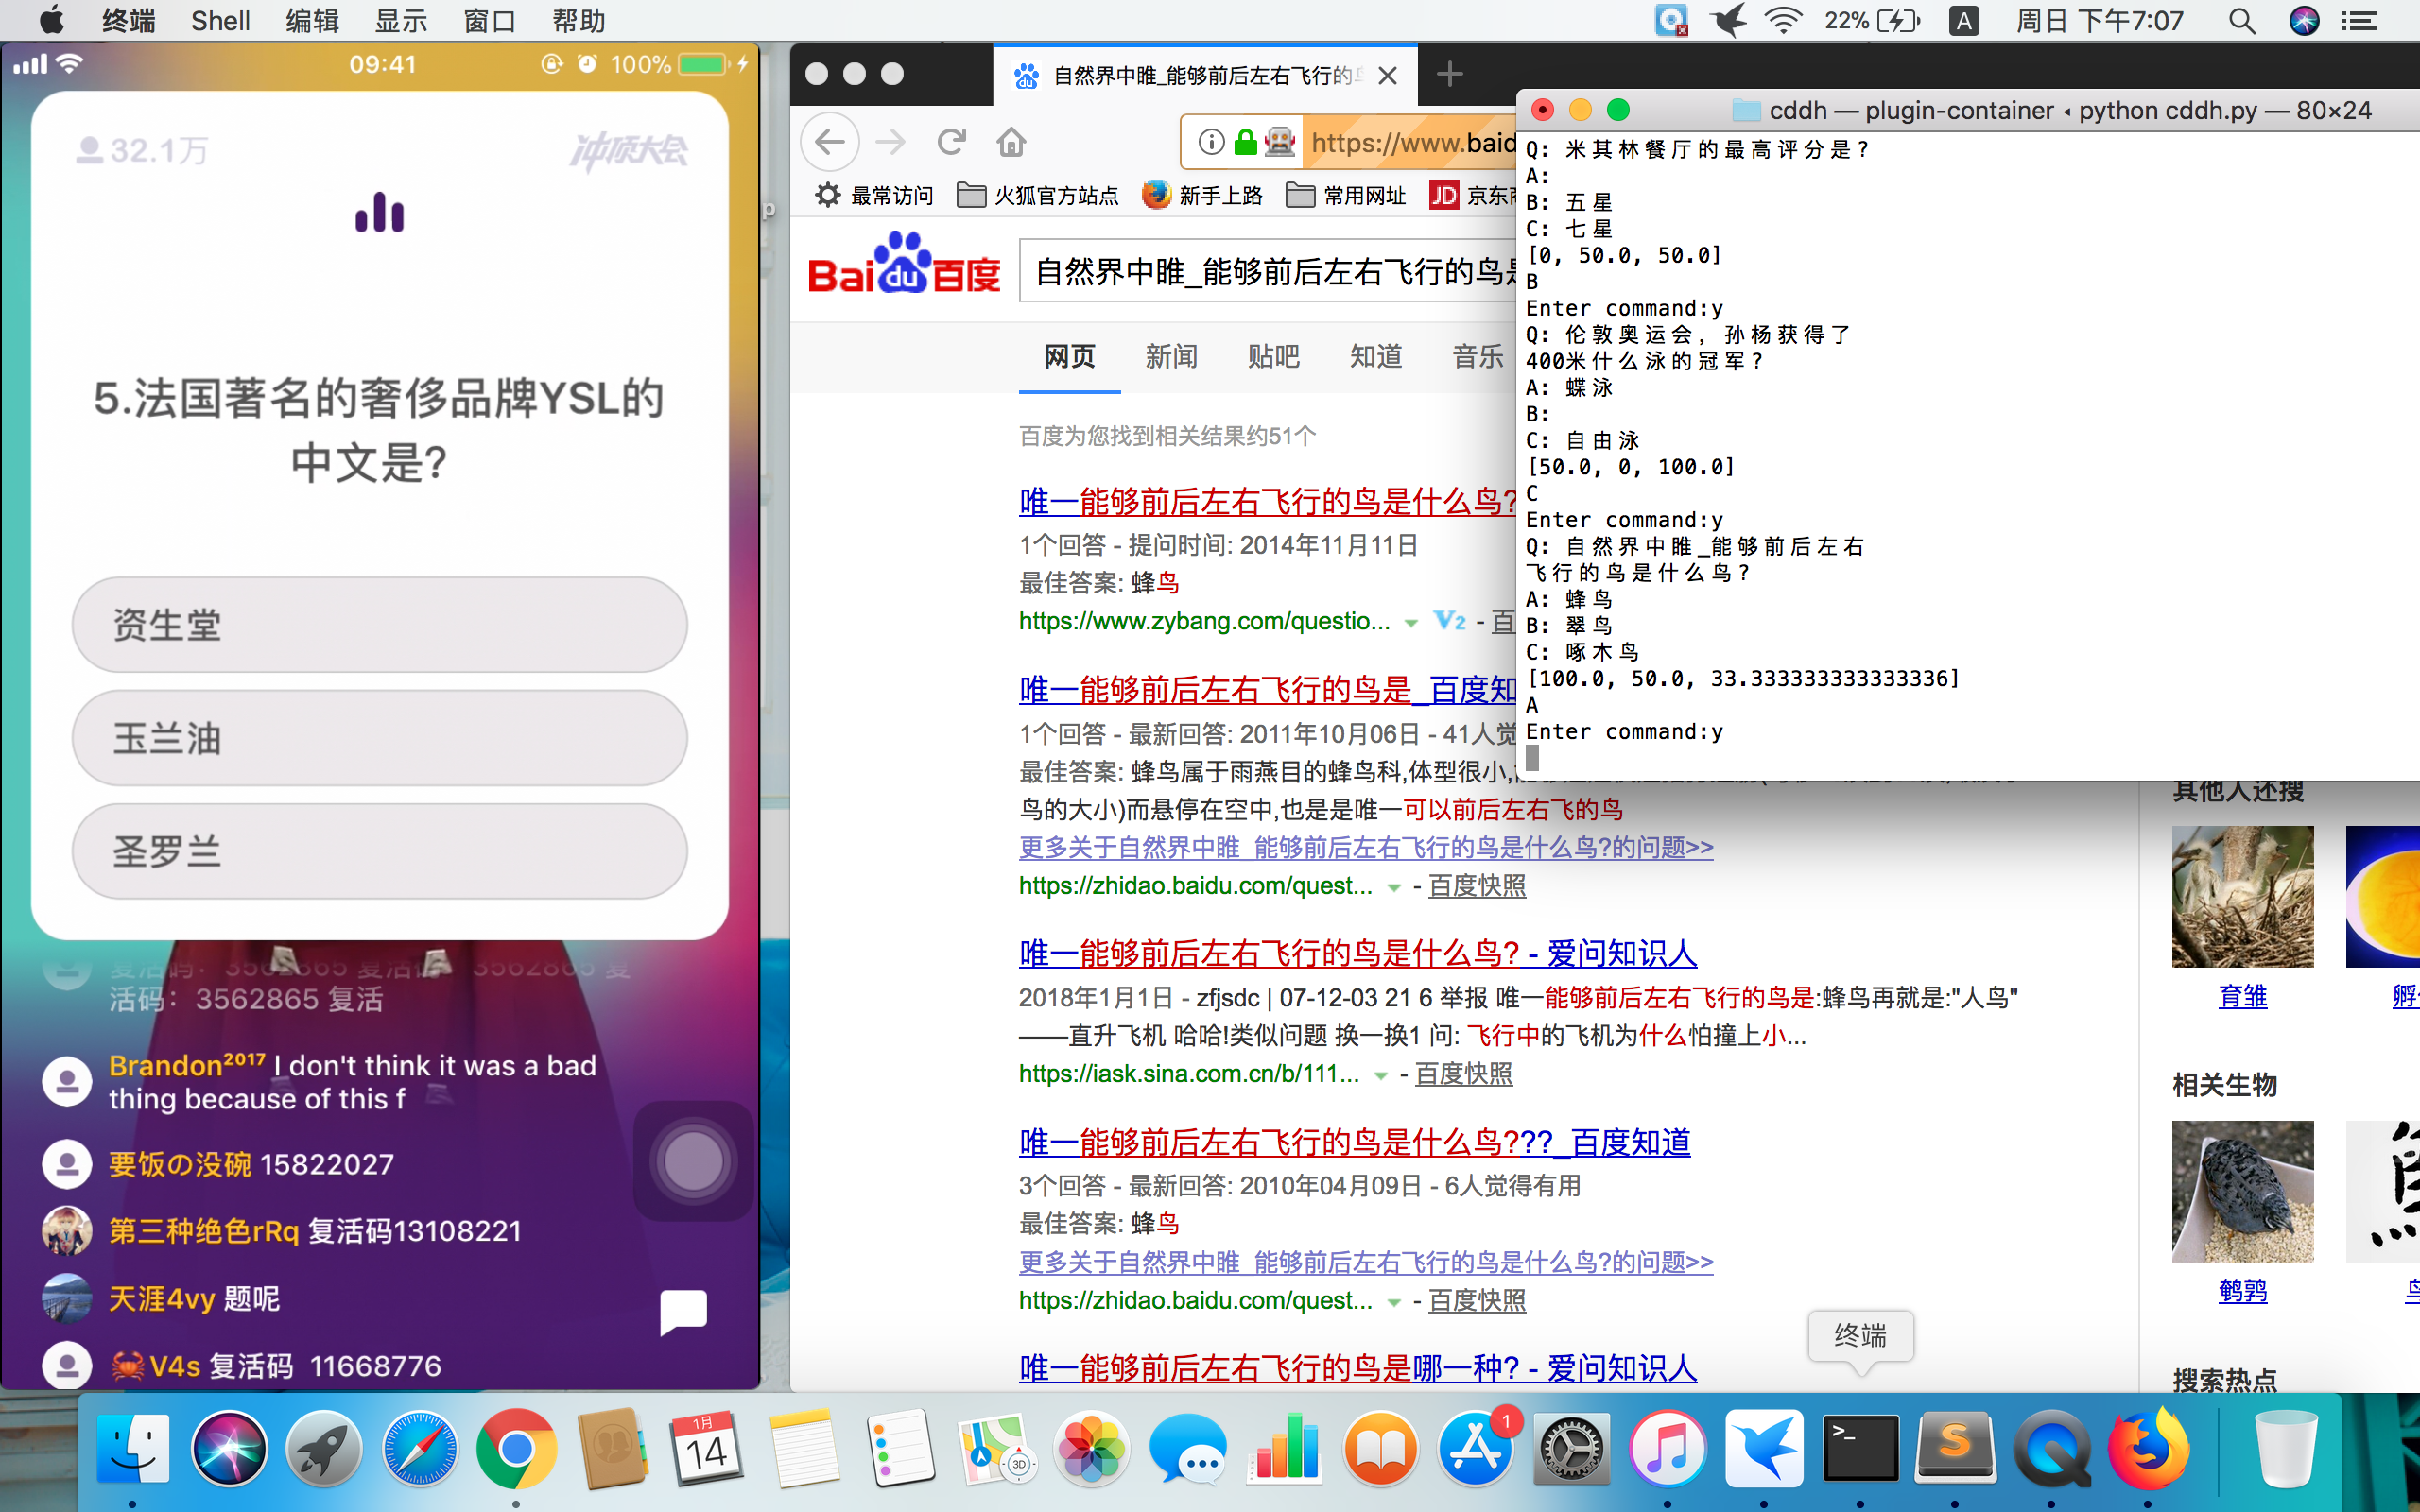 终端 Shell 编辑 显示 窗口 帮助
22% A 周日 下午7:07
09:41 100%
32.1万 冲顶大会
5.法国著名的奢侈品牌YSL的
中文是?
资生堂
玉兰油
圣罗兰
活码：3562865 复活
Brandon²⁰¹⁷ I don't think it was a bad
thing because of this f
要饭の没碗 15822027
第三种绝色rRq 复活码13108221
天涯4vy 题呢
🦀V4s 复活码 11668776
自然界中睢_能够前后左右飞行的
https://www.baid
最常访问 火狐官方站点 新手上路 常用网址 JD 京东
Bai du 百度
自然界中睢_能够前后左右飞行的鸟是
网页 新闻 贴吧 知道 音乐
百度为您找到相关结果约51个
唯一能够前后左右飞行的鸟是什么鸟?
1个回答 - 提问时间: 2014年11月11日
最佳答案: 蜂鸟
https://www.zybang.com/questio... V2 - 百
唯一能够前后左右飞行的鸟是_百度知
1个回答 - 最新回答: 2011年10月06日 - 41人觉
最佳答案: 蜂鸟属于雨燕目的蜂鸟科,体型很小,
鸟的大小)而悬停在空中,也是是唯一可以前后左右飞的鸟
更多关于自然界中睢_能够前后左右飞行的鸟是什么鸟?的问题>>
https://zhidao.baidu.com/quest... - 百度快照
唯一能够前后左右飞行的鸟是什么鸟? - 爱问知识人
2018年1月1日 - zfjsdc | 07-12-03 21 6 举报 唯一能够前后左右飞行的鸟是:蜂鸟再就是:"人鸟"
——直升飞机 哈哈!类似问题 换一换1 问: 飞行中的飞机为什么怕撞上小...
https://iask.sina.com.cn/b/111... - 百度快照
唯一能够前后左右飞行的鸟是什么鸟???_百度知道
3个回答 - 最新回答: 2010年04月09日 - 6人觉得有用
最佳答案: 蜂鸟
更多关于自然界中睢_能够前后左右飞行的鸟是什么鸟?的问题>>
https://zhidao.baidu.com/quest... - 百度快照
唯一能够前后左右飞行的鸟是哪一种? - 爱问知识人
cddh — plugin-container ◂ python cddh.py — 80×24
Q: 米其林餐厅的最高评分是?
A:
B: 五星
C: 七星
[0, 50.0, 50.0]
B
Enter command:y
Q: 伦敦奥运会, 孙杨获得了
400米什么泳的冠军?
A: 蝶泳
B:
C: 自由泳
[50.0, 0, 100.0]
C
Enter command:y
Q: 自然界中睢_能够前后左右
飞行的鸟是什么鸟?
A: 蜂鸟
B: 翠鸟
C: 啄木鸟
[100.0, 50.0, 33.333333333333336]
A
Enter command:y
其他人还搜
育雏
相关生物
鹌鹑
搜索热点
终端
1月
14
3D
1